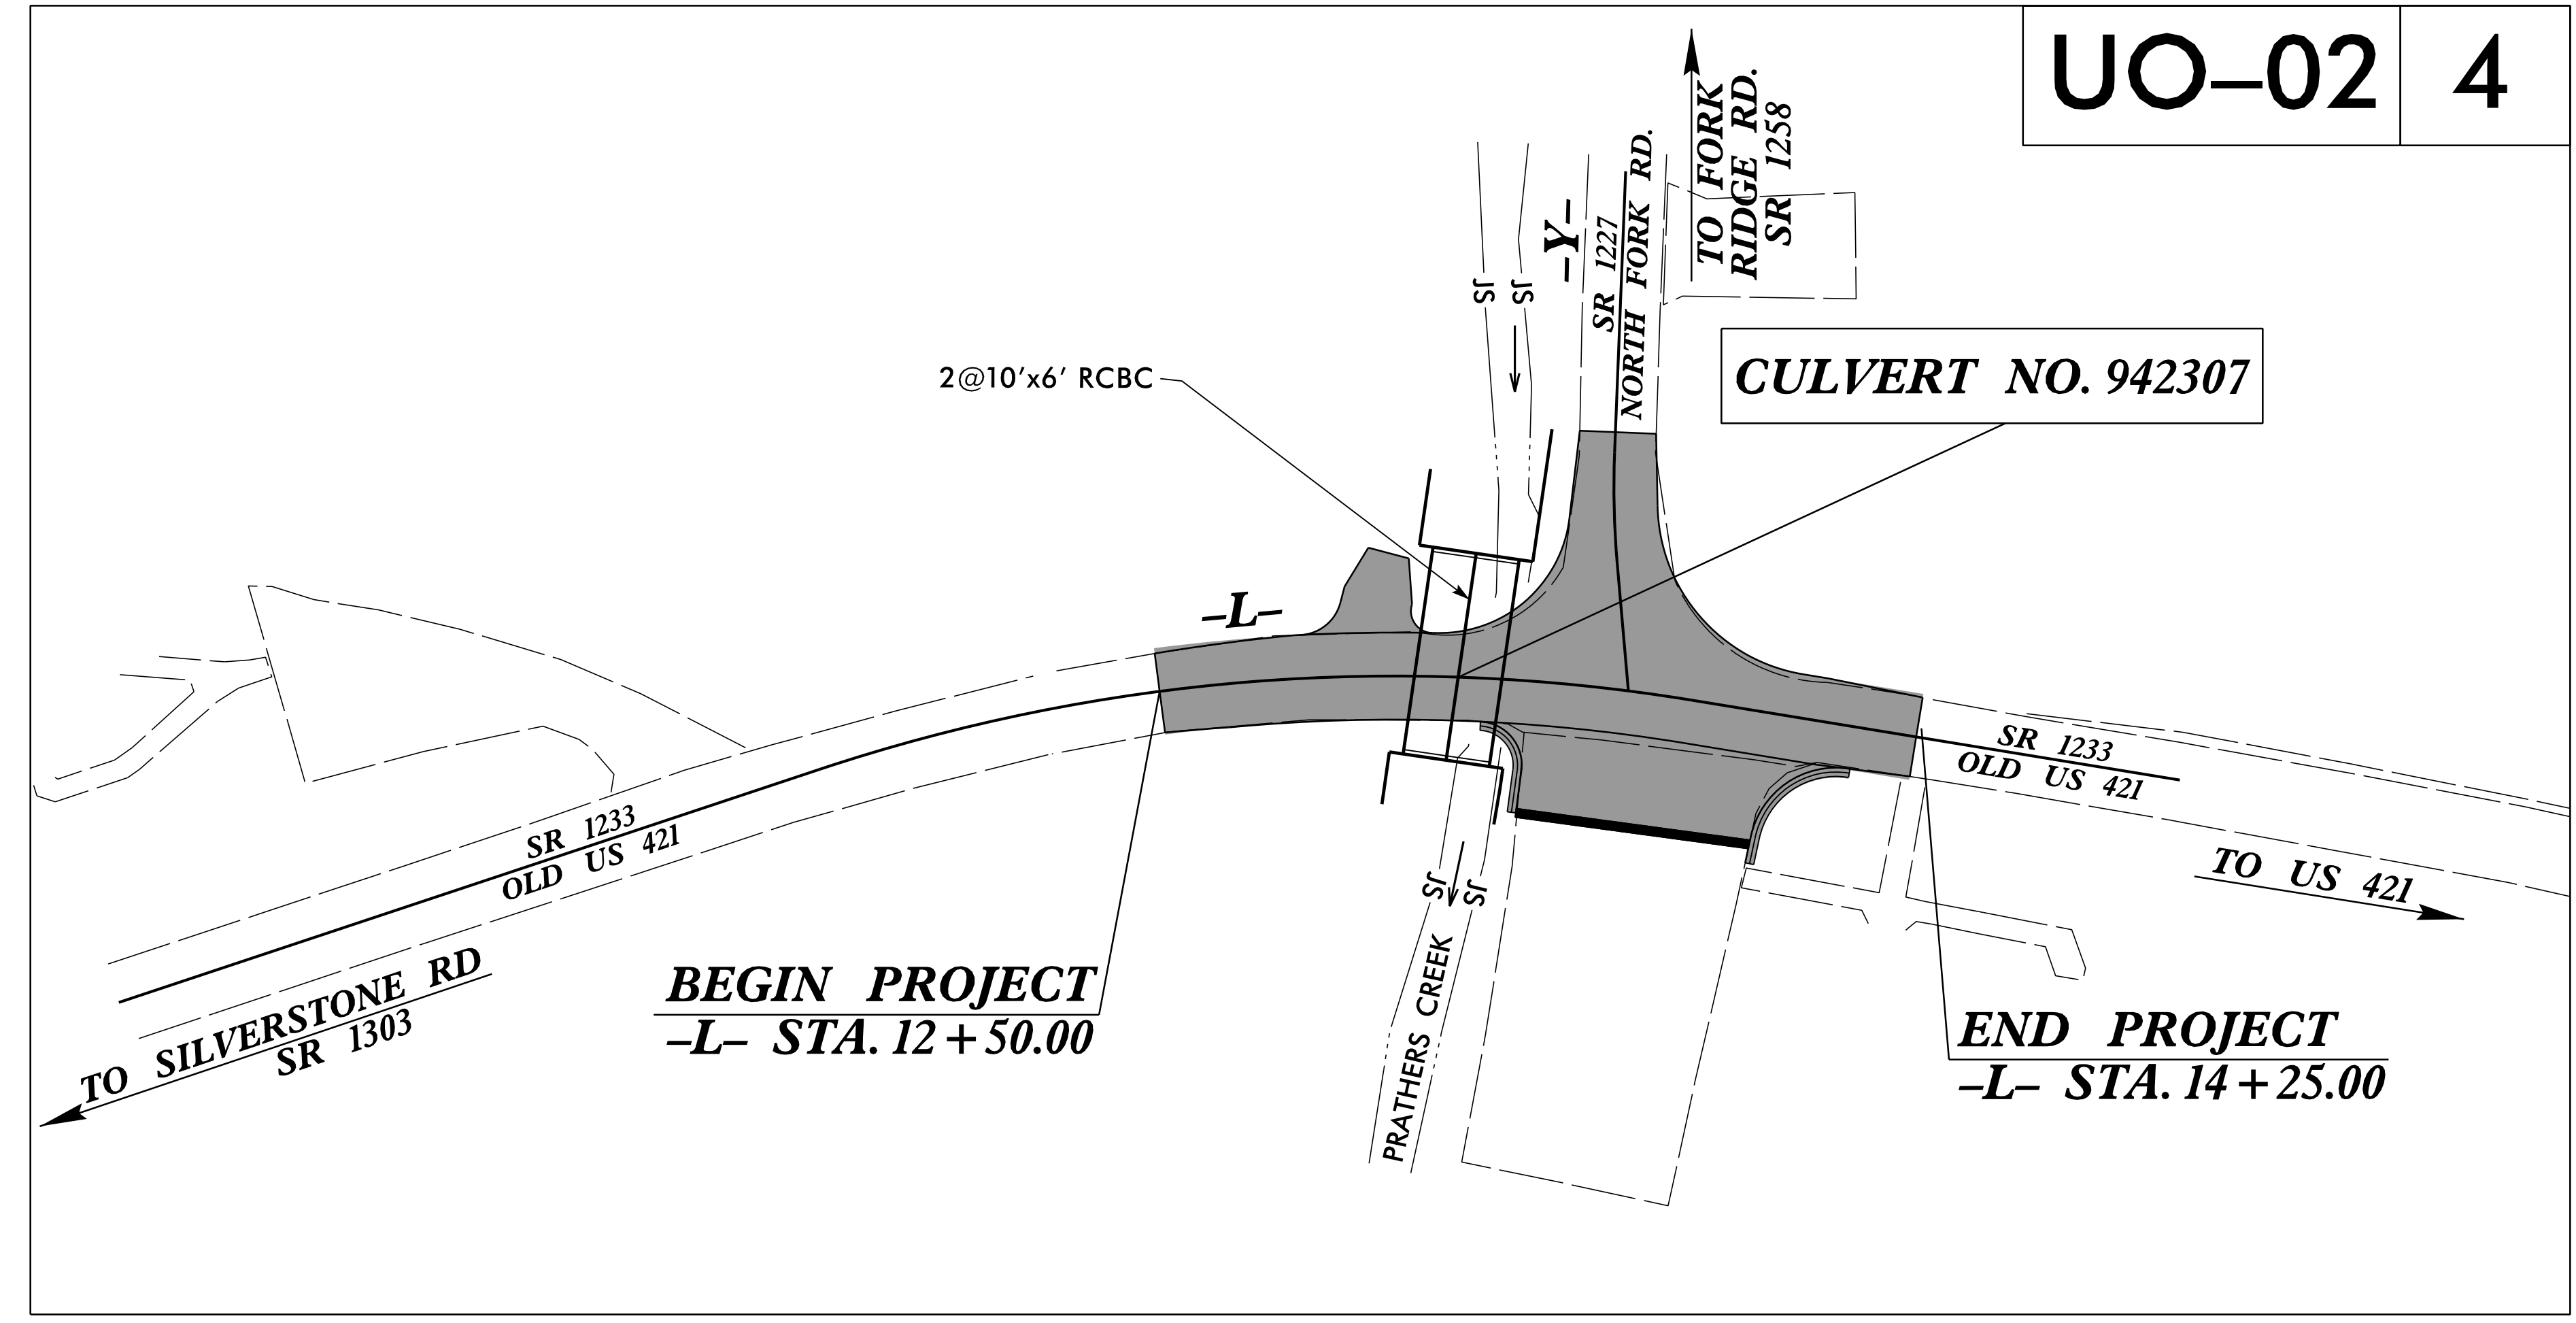 UO–02 4
TO FORK
RIDGE RD.
SR 1258
–Y–
SR 1227
NORTH FORK RD.
JS
JS
2@10'x6' RCBC
CULVERT NO. 942307
–L–
SR 1233
OLD US 421
SR 1233
OLD US 421
TO US 421
TO SILVERSTONE RD
SR 1303
JS
JS
PRATHERS CREEK
BEGIN PROJECT
–L– STA. 12+50.00
END PROJECT
–L– STA. 14+25.00